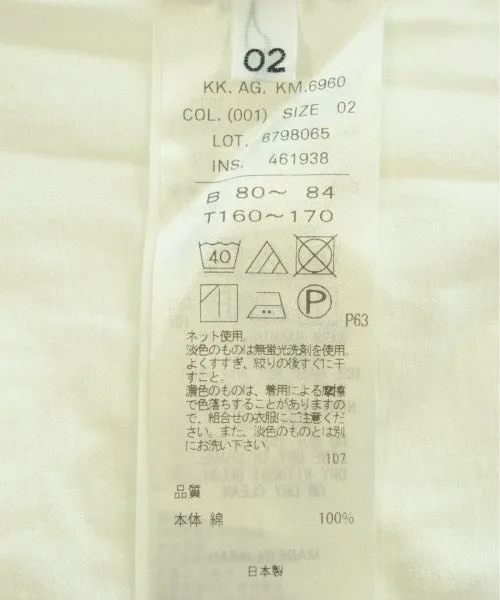 02
KK. AG. KM.6960
COL.(001) SIZE 02
LOT. 6798065
INS. 461938
B 80～ 84
T160～170
40
P
P63
ネット使用。
淡色のものは無蛍光洗剤を使用。
よくすすぎ、絞りの後すぐに干
すこと。
濃色のものは、着用による摩擦
で色落ちすることがありますの
で、組合せの衣服にご注意くだ
さい。また、淡色のものとは別
にお洗い下さい。
107
品質
本体 綿 100%
日本製